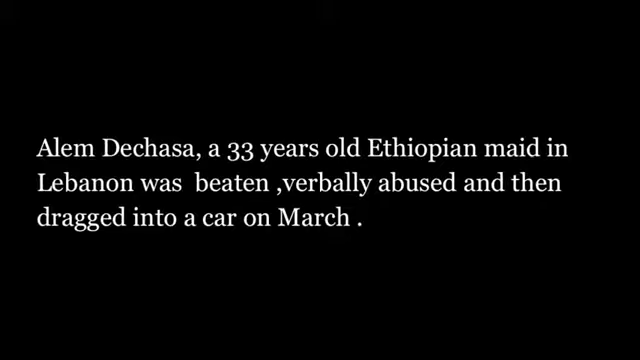 Alem Dechasa, a 33 years old Ethiopian maid in
Lebanon was beaten ,verbally abused and then
dragged into a car on March .